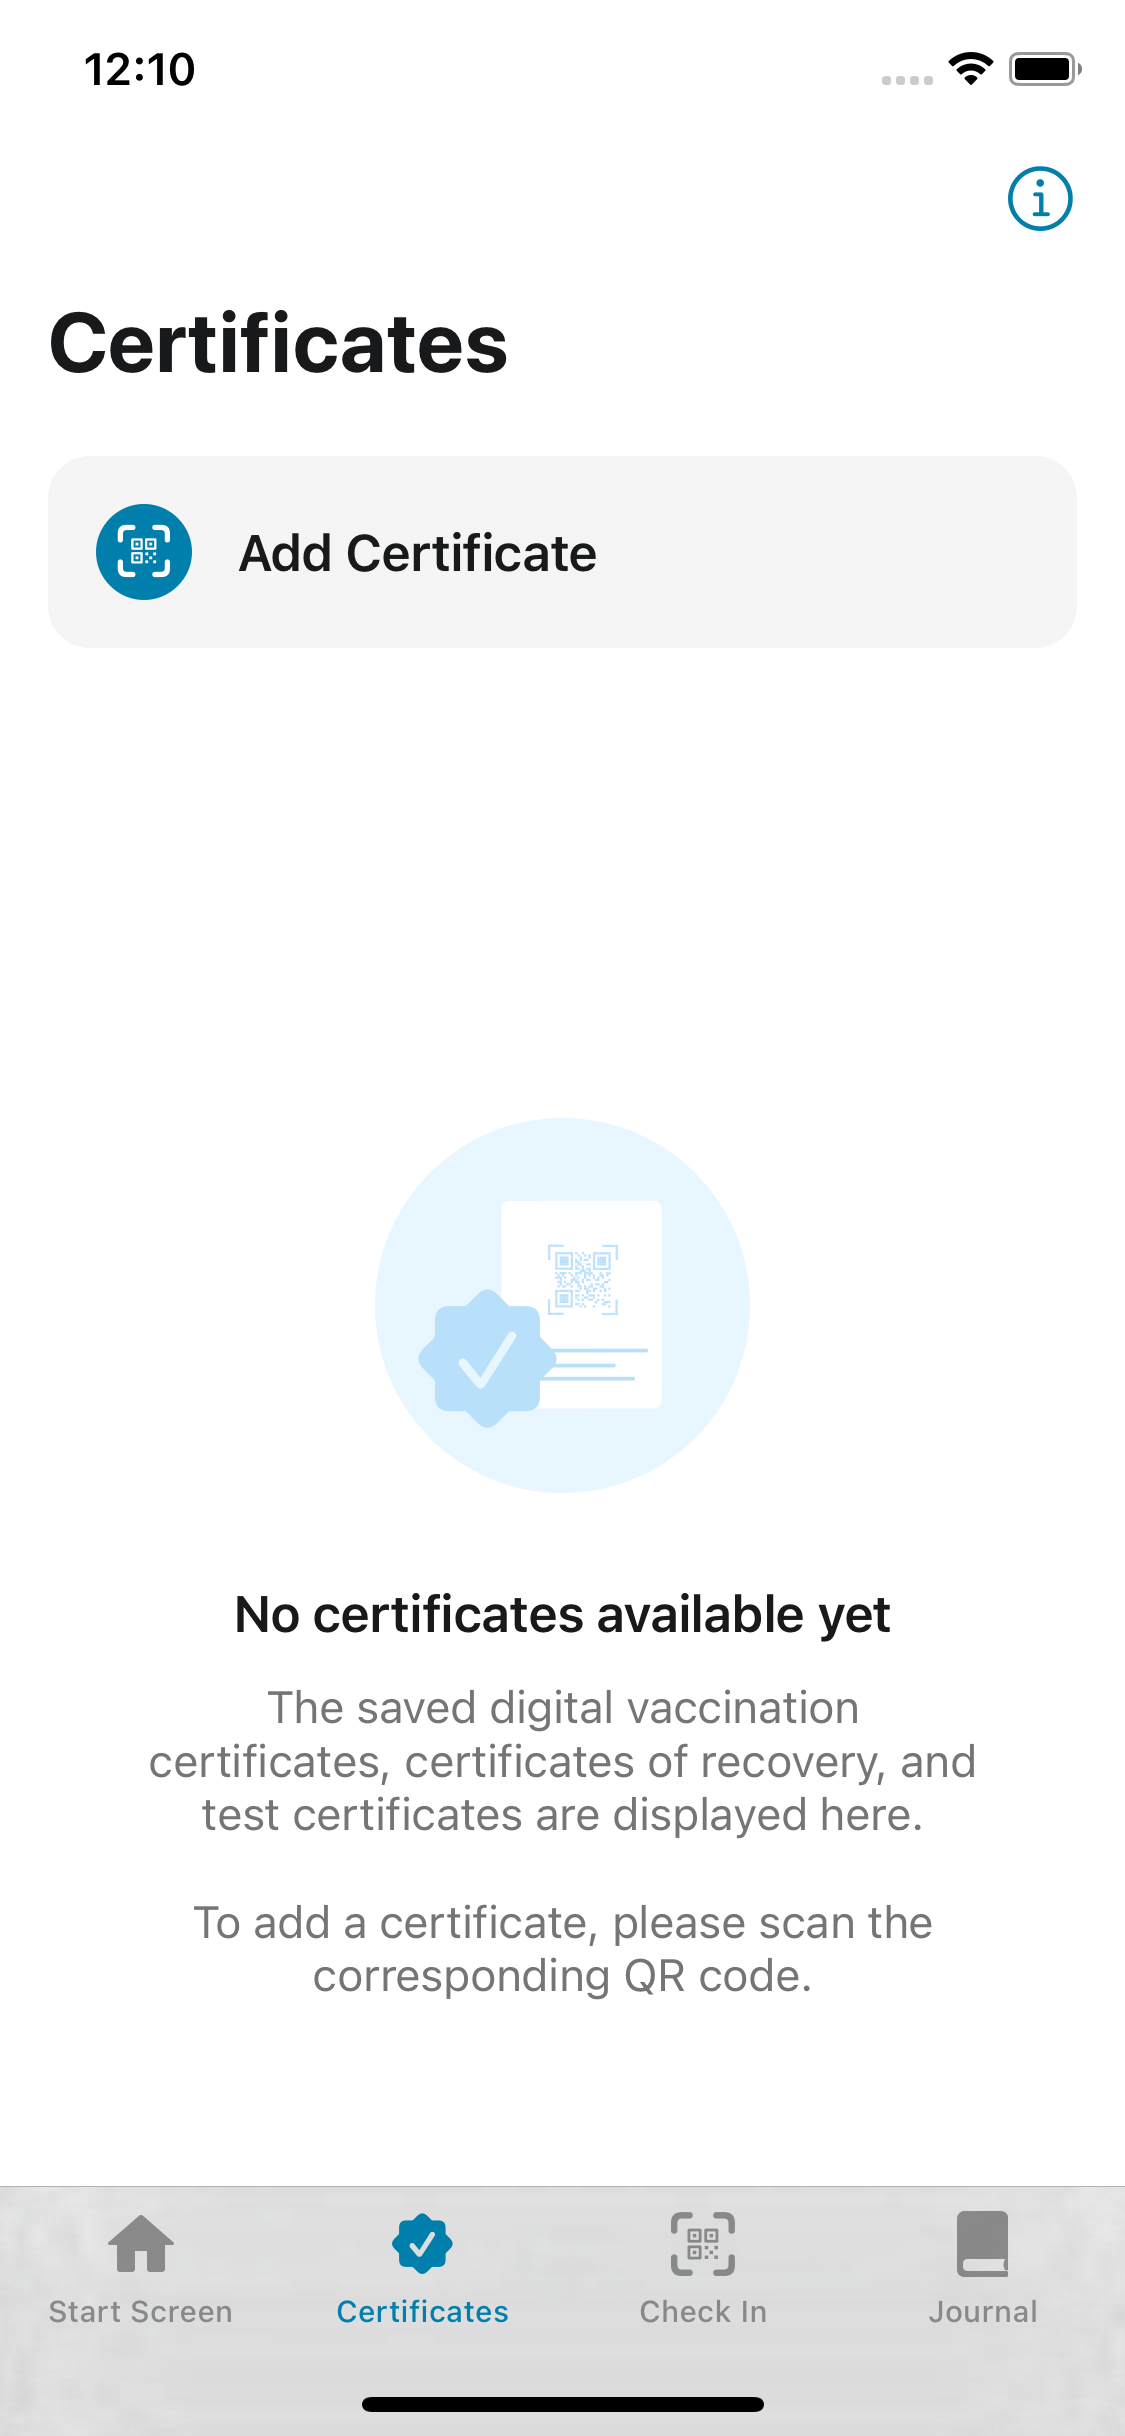 12:10
Certificates
Add Certificate
No certificates available yet
The saved digital vaccination
certificates, certificates of recovery, and
test certificates are displayed here.
To add a certificate, please scan the
corresponding QR code.
Start Screen
Certificates
Check In
Journal